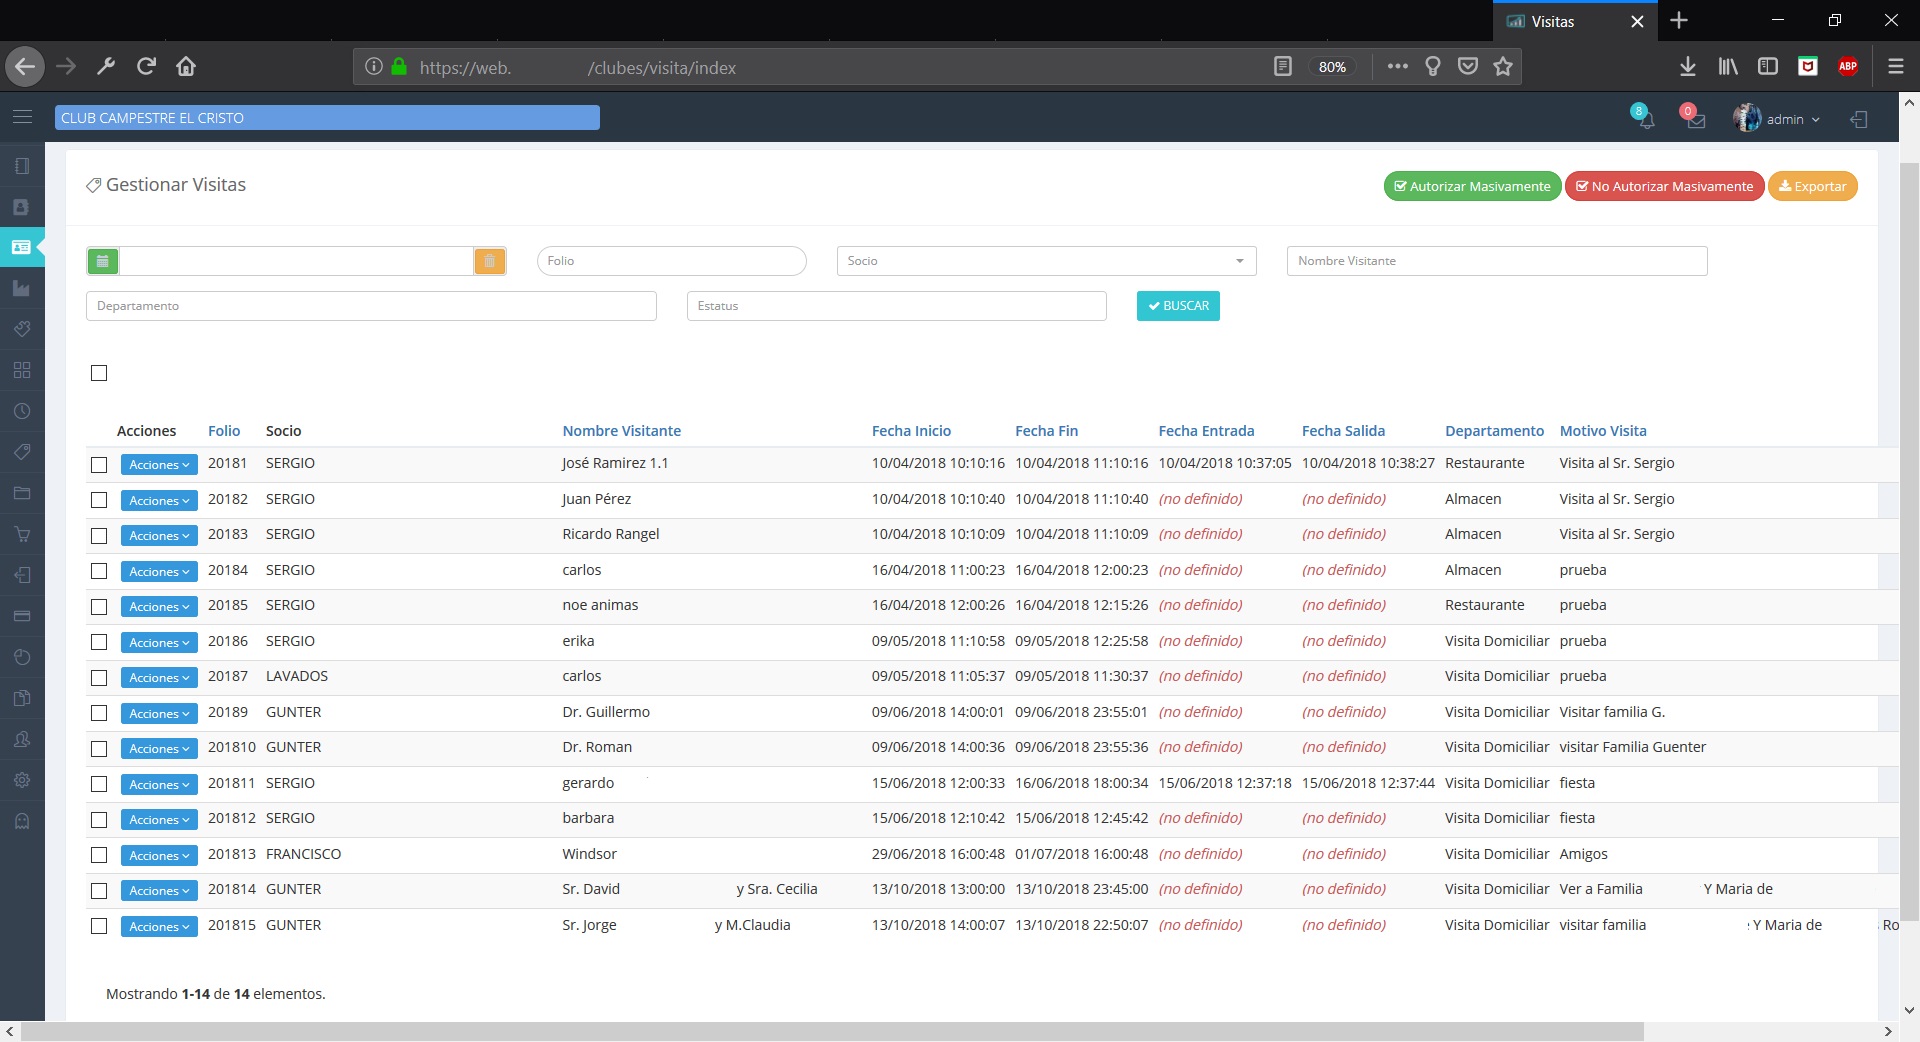 Visitas
https://web. /clubes/visita/index
80%
ABP
CLUB CAMPESTRE EL CRISTO
8
0
admin
Gestionar Visitas
Autorizar Masivamente
No Autorizar Masivamente
Exportar
Folio
Socio
Nombre Visitante
Departamento
Estatus
BUSCAR
Acciones Folio Socio Nombre Visitante Fecha Inicio Fecha Fin Fecha Entrada Fecha Salida Departamento Motivo Visita
Acciones 20181 SERGIO José Ramirez 1.1 10/04/2018 10:10:16 10/04/2018 11:10:16 10/04/2018 10:37:05 10/04/2018 10:38:27 Restaurante Visita al Sr. Sergio
Acciones 20182 SERGIO Juan Pérez 10/04/2018 10:10:40 10/04/2018 11:10:40 (no definido) (no definido) Almacen Visita al Sr. Sergio
Acciones 20183 SERGIO Ricardo Rangel 10/04/2018 10:10:09 10/04/2018 11:10:09 (no definido) (no definido) Almacen Visita al Sr. Sergio
Acciones 20184 SERGIO carlos 16/04/2018 11:00:23 16/04/2018 12:00:23 (no definido) (no definido) Almacen prueba
Acciones 20185 SERGIO noe animas 16/04/2018 12:00:26 16/04/2018 12:15:26 (no definido) (no definido) Restaurante prueba
Acciones 20186 SERGIO erika 09/05/2018 11:10:58 09/05/2018 12:25:58 (no definido) (no definido) Visita Domiciliar prueba
Acciones 20187 LAVADOS carlos 09/05/2018 11:05:37 09/05/2018 11:30:37 (no definido) (no definido) Visita Domiciliar prueba
Acciones 20189 GUNTER Dr. Guillermo 09/06/2018 14:00:01 09/06/2018 23:55:01 (no definido) (no definido) Visita Domiciliar Visitar familia G.
Acciones 201810 GUNTER Dr. Roman 09/06/2018 14:00:36 09/06/2018 23:55:36 (no definido) (no definido) Visita Domiciliar visitar Familia Guenter
Acciones 201811 SERGIO gerardo 15/06/2018 12:00:33 16/06/2018 18:00:34 15/06/2018 12:37:18 15/06/2018 12:37:44 Visita Domiciliar fiesta
Acciones 201812 SERGIO barbara 15/06/2018 12:10:42 15/06/2018 12:45:42 (no definido) (no definido) Visita Domiciliar fiesta
Acciones 201813 FRANCISCO Windsor 29/06/2018 16:00:48 01/07/2018 16:00:48 (no definido) (no definido) Visita Domiciliar Amigos
Acciones 201814 GUNTER Sr. David y Sra. Cecilia 13/10/2018 13:00:00 13/10/2018 23:45:00 (no definido) (no definido) Visita Domiciliar Ver a Familia Y Maria de
Acciones 201815 GUNTER Sr. Jorge y M.Claudia 13/10/2018 14:00:07 13/10/2018 22:50:07 (no definido) (no definido) Visita Domiciliar visitar familia Y Maria de Ro
Mostrando 1-14 de 14 elementos.